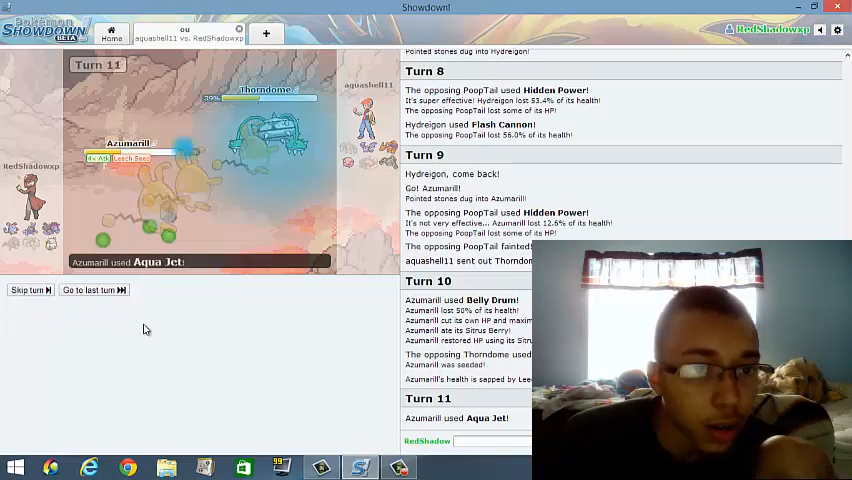 Showdown!
Pokémon
SHOWDOWN
BETA
Home
ou
aquashell11 vs. RedShadowxp
RedShadowxp
Turn 11
Thorndome
39%
aquashell11
Azumarill
4x Atk
Leech Seed
RedShadowxp
Azumarill used Aqua Jet!
Skip turn
Go to last turn
Pointed stones dug into Hydreigon!
Turn 8
The opposing PoopTail used Hidden Power!
It's super effective! Hydreigon lost 53.4% of its health!
The opposing PoopTail lost some of its HP!
Hydreigon used Flash Cannon!
The opposing PoopTail lost 56.0% of its health!
Turn 9
Hydreigon, come back!
Go! Azumarill!
Pointed stones dug into Azumarill!
The opposing PoopTail used Hidden Power!
It's not very effective... Azumarill lost 12.6% of its health!
The opposing PoopTail lost some of its HP!
The opposing PoopTail fainted!
aquashell11 sent out Thorndom
Turn 10
Azumarill used Belly Drum!
Azumarill lost 50% of its health!
Azumarill cut its own HP and maxim
Azumarill ate its Sitrus Berry!
Azumarill restored HP using its Sitru
The opposing Thorndome used
Azumarill was seeded!
Azumarill's health is sapped by Lee
Turn 11
Azumarill used Aqua Jet!
RedShadow
99